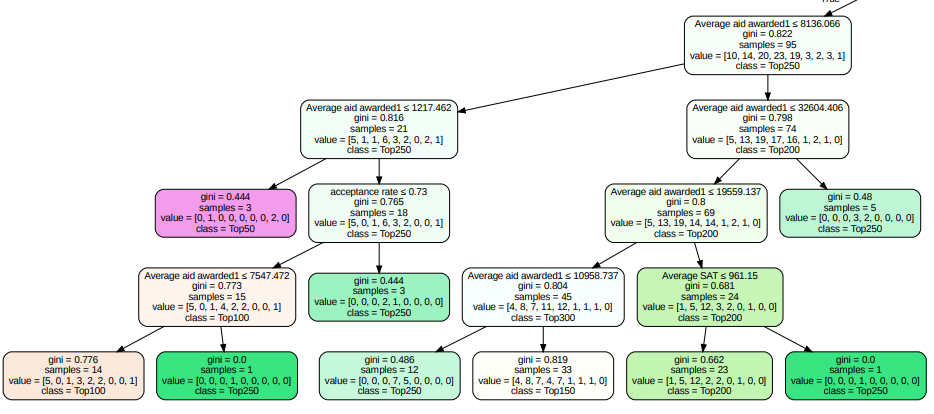 True
Average aid awarded1 ≤ 8136.066
gini = 0.822
samples = 95
value = [10, 14, 20, 23, 19, 3, 2, 3, 1]
class = Top250
Average aid awarded1 ≤ 1217.462
gini = 0.816
samples = 21
value = [5, 1, 1, 6, 3, 2, 0, 2, 1]
class = Top250
Average aid awarded1 ≤ 32604.406
gini = 0.798
samples = 74
value = [5, 13, 19, 17, 16, 1, 2, 1, 0]
class = Top200
gini = 0.444
samples = 3
value = [0, 1, 0, 0, 0, 0, 0, 2, 0]
class = Top50
acceptance rate ≤ 0.73
gini = 0.765
samples = 18
value = [5, 0, 1, 6, 3, 2, 0, 0, 1]
class = Top250
Average aid awarded1 ≤ 19559.137
gini = 0.8
samples = 69
value = [5, 13, 19, 14, 14, 1, 2, 1, 0]
class = Top200
gini = 0.48
samples = 5
value = [0, 0, 0, 3, 2, 0, 0, 0, 0]
class = Top250
Average aid awarded1 ≤ 7547.472
gini = 0.773
samples = 15
value = [5, 0, 1, 4, 2, 2, 0, 0, 1]
class = Top100
gini = 0.444
samples = 3
value = [0, 0, 0, 2, 1, 0, 0, 0, 0]
class = Top250
Average aid awarded1 ≤ 10958.737
gini = 0.804
samples = 45
value = [4, 8, 7, 11, 12, 1, 1, 1, 0]
class = Top300
Average SAT ≤ 961.15
gini = 0.681
samples = 24
value = [1, 5, 12, 3, 2, 0, 1, 0, 0]
class = Top200
gini = 0.776
samples = 14
value = [5, 0, 1, 3, 2, 2, 0, 0, 1]
class = Top100
gini = 0.0
samples = 1
value = [0, 0, 0, 1, 0, 0, 0, 0, 0]
class = Top250
gini = 0.486
samples = 12
value = [0, 0, 0, 7, 5, 0, 0, 0, 0]
class = Top250
gini = 0.819
samples = 33
value = [4, 8, 7, 4, 7, 1, 1, 1, 0]
class = Top150
gini = 0.662
samples = 23
value = [1, 5, 12, 2, 2, 0, 1, 0, 0]
class = Top200
gini = 0.0
samples = 1
value = [0, 0, 0, 1, 0, 0, 0, 0, 0]
class = Top250